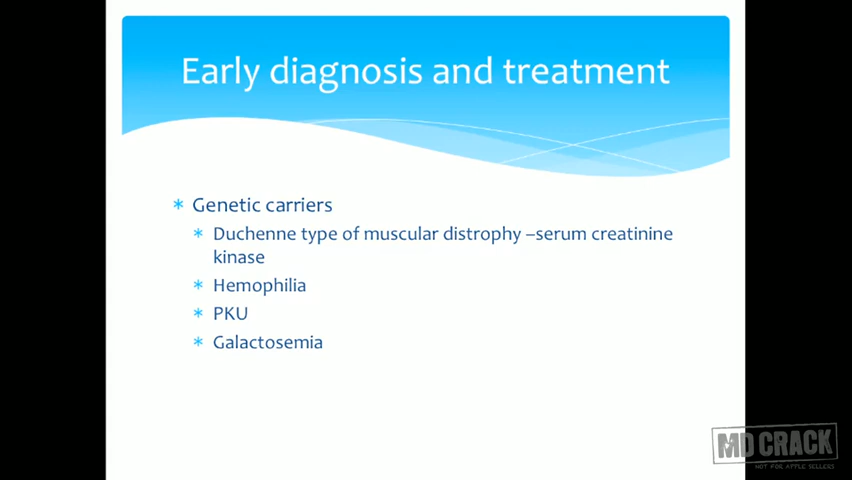 Early diagnosis and treatment
Genetic carriers
Duchenne type of muscular distrophy –serum creatinine
kinase
Hemophilia
PKU
Galactosemia
MD CRACK
NOT FOR APPLE SELLERS